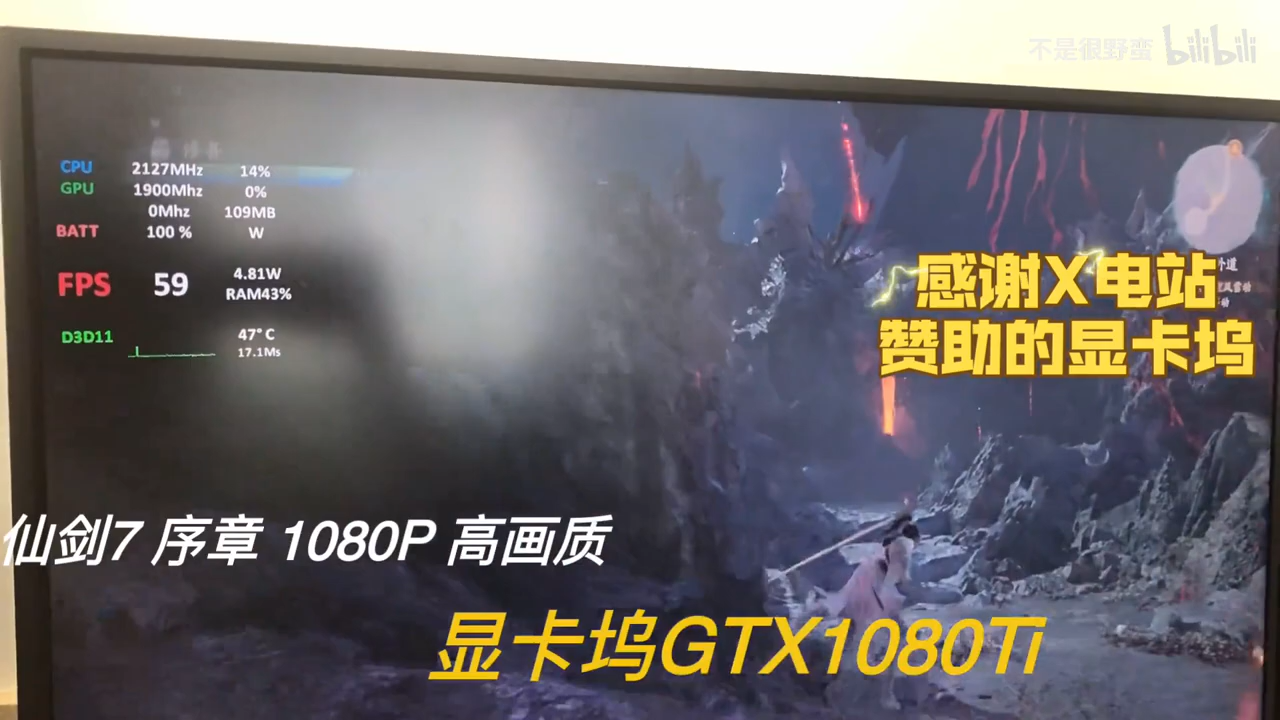 不是很野蛮 bilibili
CPU 2127MHz 14%
GPU 1900Mhz 0%
0Mhz 109MB
BATT 100 % W
FPS 59 4.81W
RAM43%
D3D11 47°C
17.1Ms
感谢X电站
赞助的显卡坞
仙剑7 序章 1080P 高画质
显卡坞GTX1080Ti